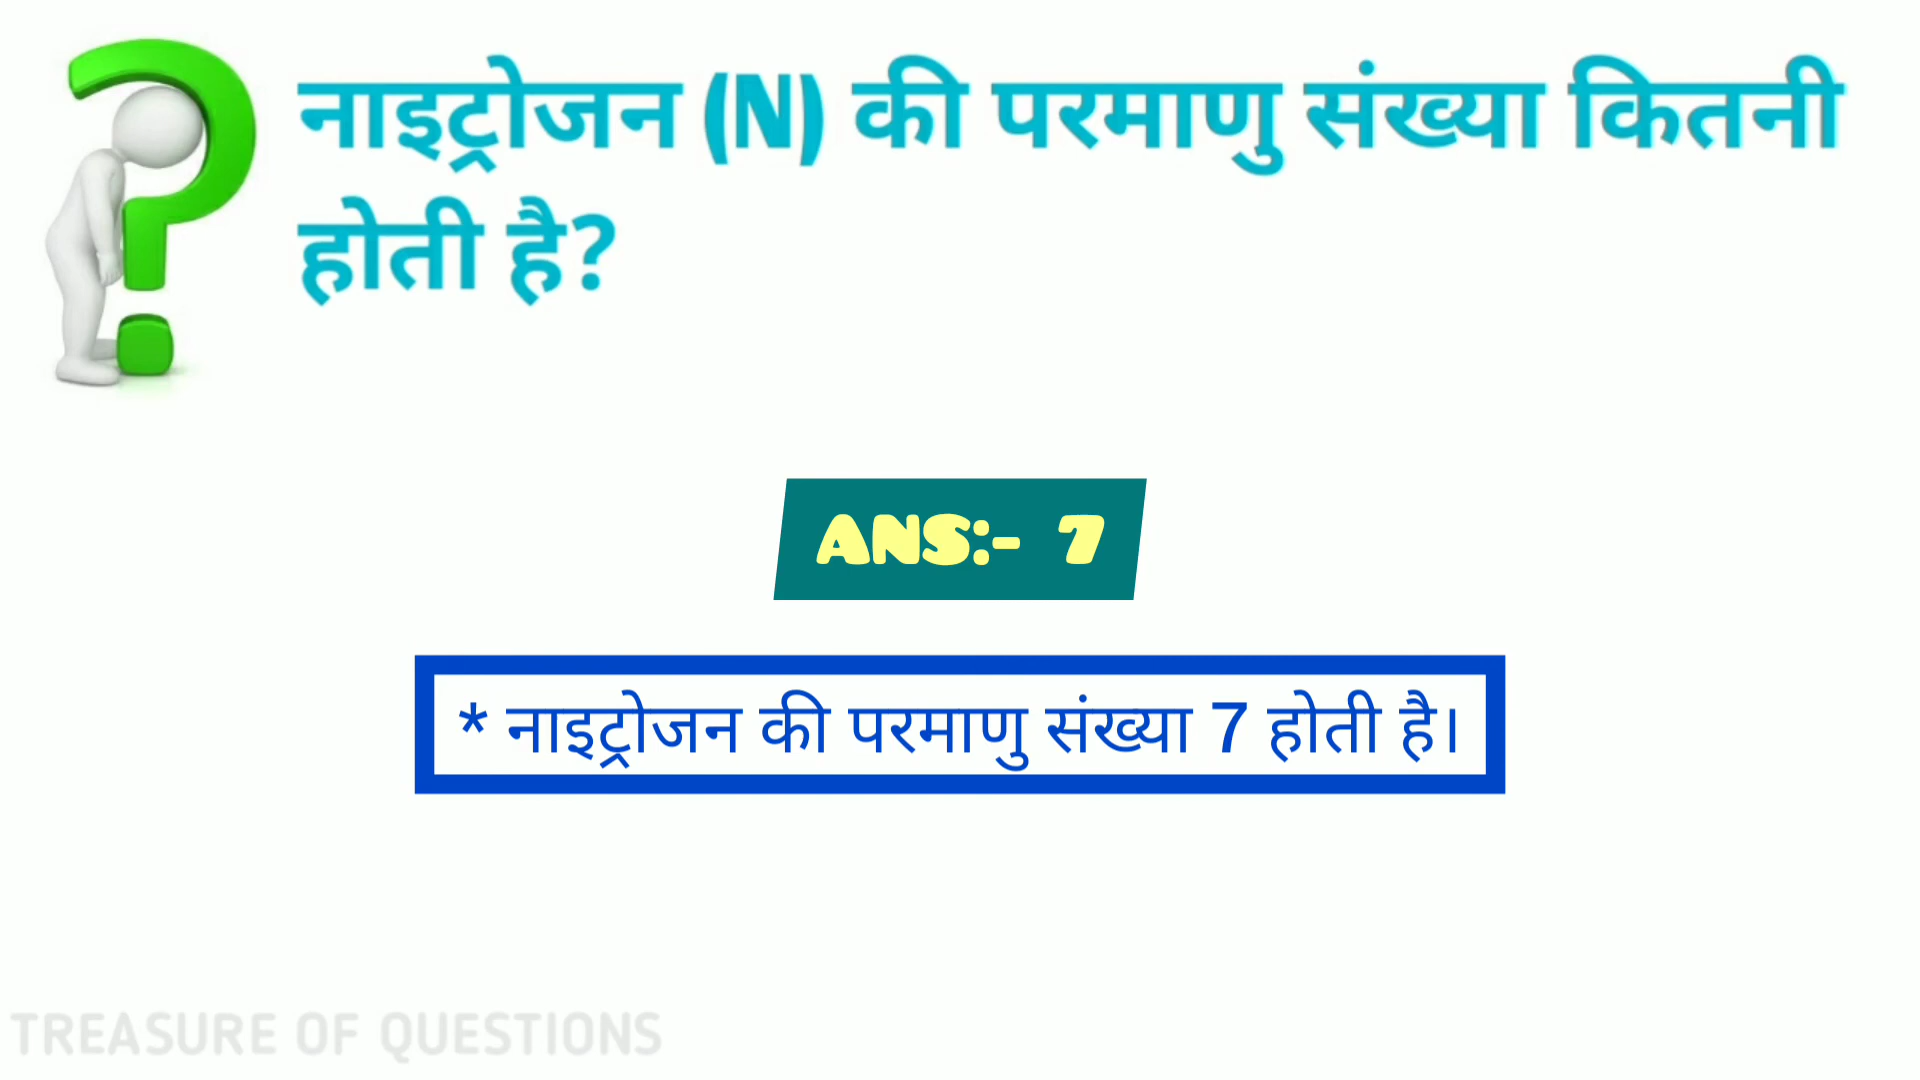 नाइट्रोजन (N) की परमाणु संख्या कितनी
होती है?
ANS:- 7
* नाइट्रोजन की परमाणु संख्या 7 होती है।
TREASURE OF QUESTIONS